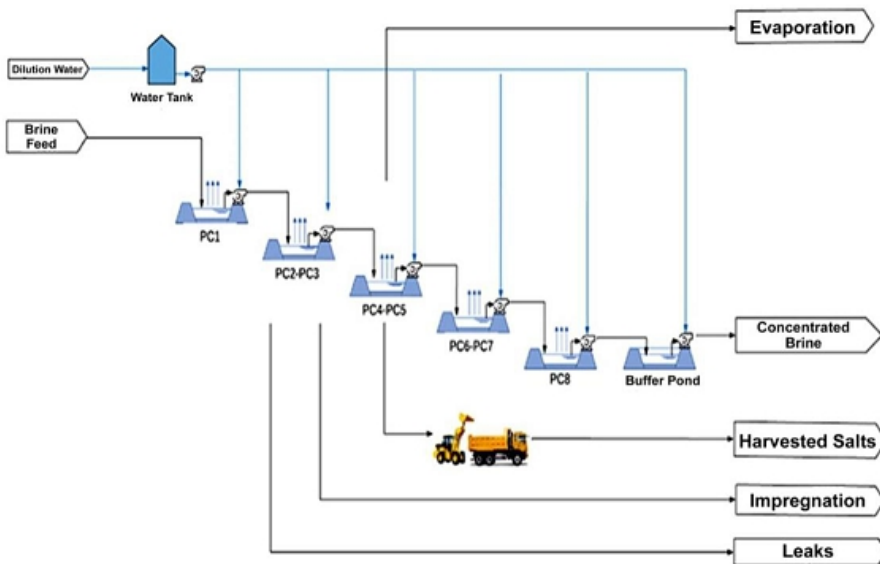 Evaporation
Dilution Water
Water Tank
Brine
Feed
PC1
PC2-PC3
PC4-PC5
PC6-PC7
PC8
Buffer Pond
Concentrated
Brine
Harvested Salts
Impregnation
Leaks